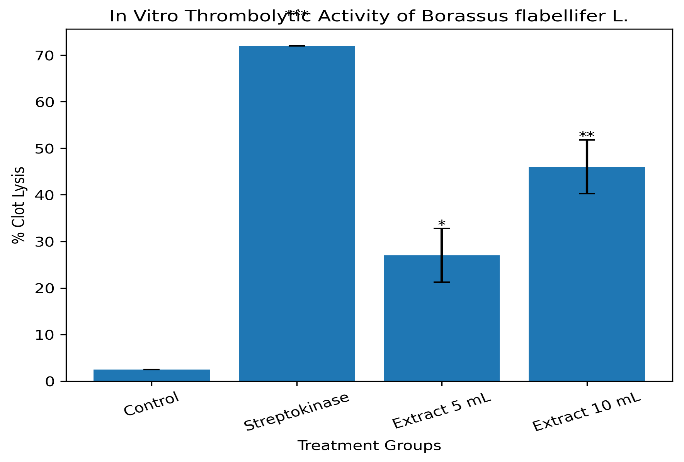 In Vitro Thrombolytic Activity of Borassus flabellifer L.
***
70
60
50
40
30
20
10
0
% Clot Lysis
*
**
Control
Streptokinase
Extract 5 mL
Extract 10 mL
Treatment Groups